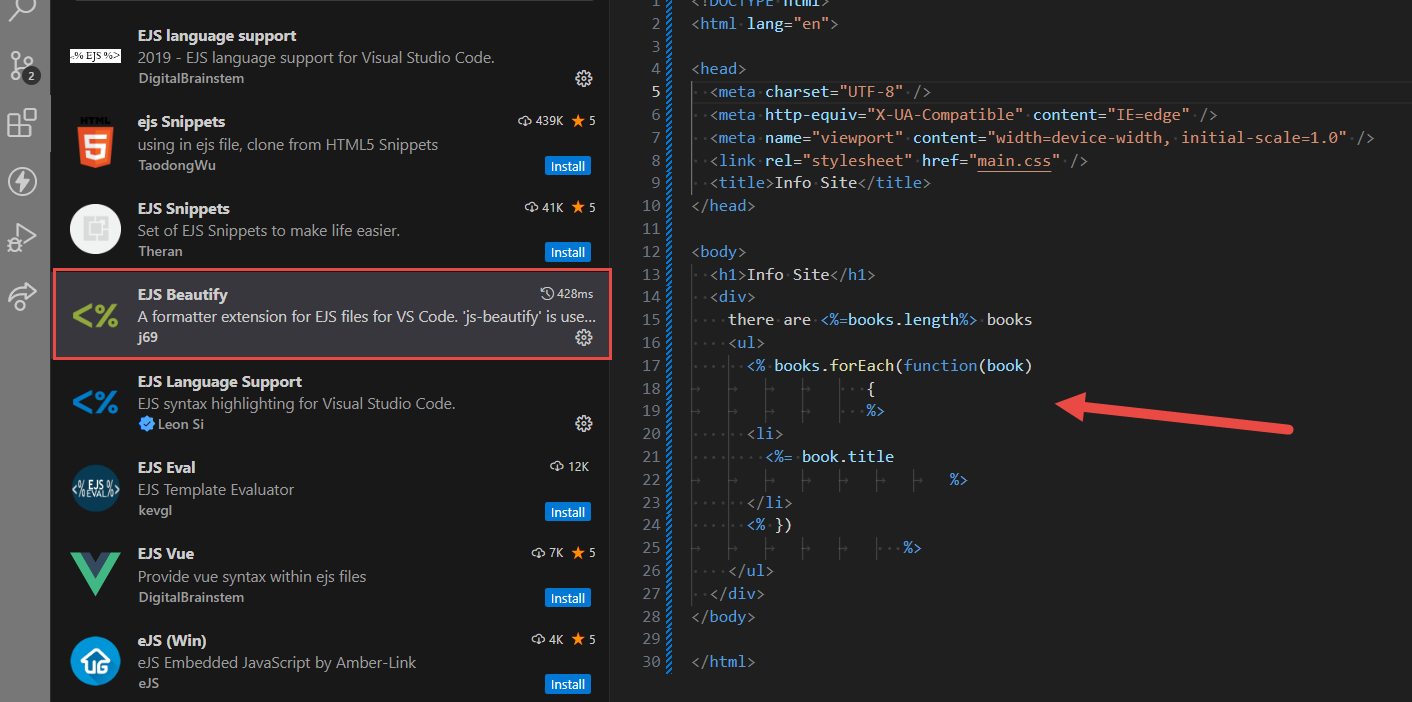 EJS language support
<% EJS %>
2019 - EJS language support for Visual Studio Code.
DigitalBrainstem
2
HTML
5
ejs Snippets
439K ★ 5
using in ejs file, clone from HTML5 Snippets
TaodongWu
Install
EJS Snippets
41K ★ 5
Set of EJS Snippets to make life easier.
Theran
Install
EJS Beautify
428ms
<%
A formatter extension for EJS files for VS Code. 'js-beautify' is use...
j69
EJS Language Support
<%
EJS syntax highlighting for Visual Studio Code.
Leon Si
EJS Eval
12K
<% EJS EVAL %>
EJS Template Evaluator
kevgl
Install
EJS Vue
7K ★ 5
Provide vue syntax within ejs files
DigitalBrainstem
Install
eJS (Win)
4K ★ 5
UG
eJS Embedded JavaScript by Amber-Link
eJS
Install
1 <!DOCTYPE html>
2 <html lang="en">
3
4 <head>
5 <meta charset="UTF-8" />
6 <meta http-equiv="X-UA-Compatible" content="IE=edge" />
7 <meta name="viewport" content="width=device-width, initial-scale=1.0" />
8 <link rel="stylesheet" href="main.css" />
9 <title>Info Site</title>
10 </head>
11
12 <body>
13 <h1>Info Site</h1>
14 <div>
15 there are <%=books.length%> books
16 <ul>
17 <% books.forEach(function(book)
18 {
19 %>
20 <li>
21 <%= book.title
22 %>
23 </li>
24 <% })
25 %>
26 </ul>
27 </div>
28 </body>
29
30 </html>